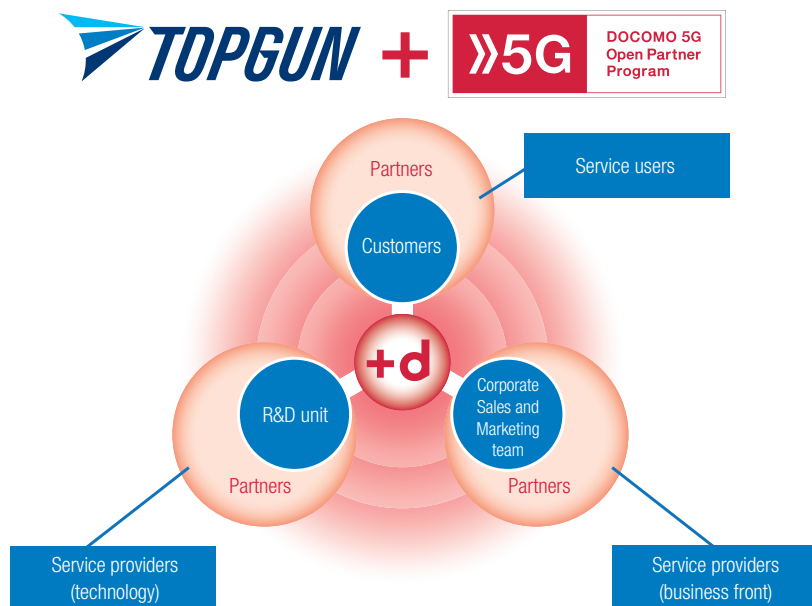 TOPGUN
+
5G
DOCOMO 5G
Open Partner
Program
Partners
Service users
Customers
+d
R&D unit
Corporate
Sales and
Marketing
team
Partners
Partners
Service providers
(technology)
Service providers
(business front)